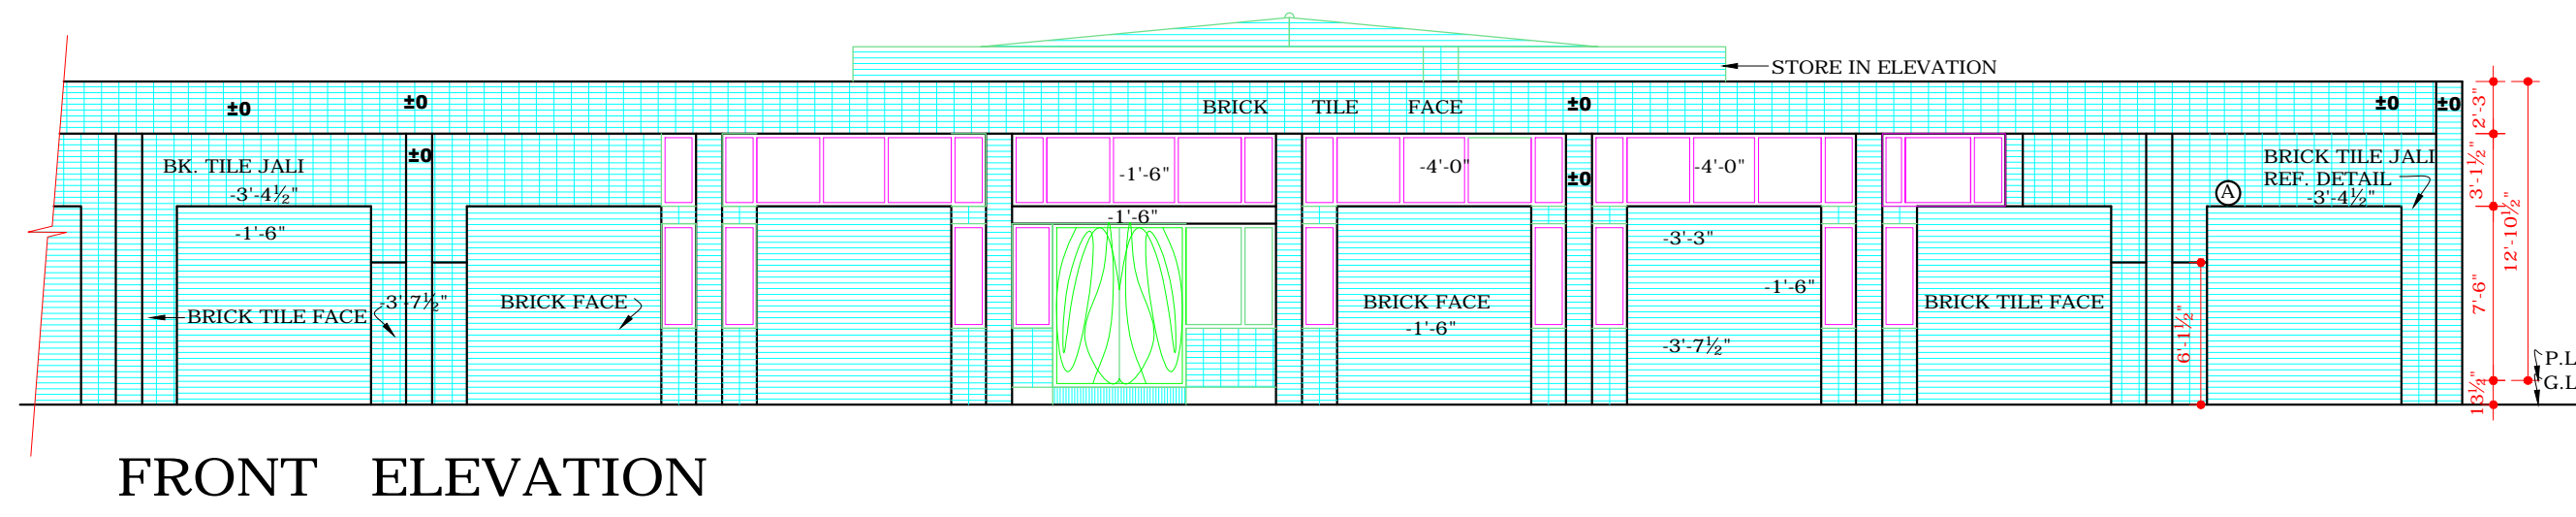 STORE IN ELEVATION
±0
±0
BRICK TILE FACE
±0
±0
±0
2'-3"
±0
BK. TILE JALI
-3'-4½"
-1'-6"
-1'-6"
-4'-0"
±0
-4'-0"
BRICK TILE JALI
REF. DETAIL
-3'-4½"
A
3'-1½"
12'-10½"
-1'-6"
-3'-3"
-1'-6"
-3'-7½"
BRICK TILE FACE
BRICK FACE
BRICK FACE
-1'-6"
-3'-7½"
BRICK TILE FACE
6'-1½"
7'-6"
P.L
G.L
13½"
FRONT ELEVATION